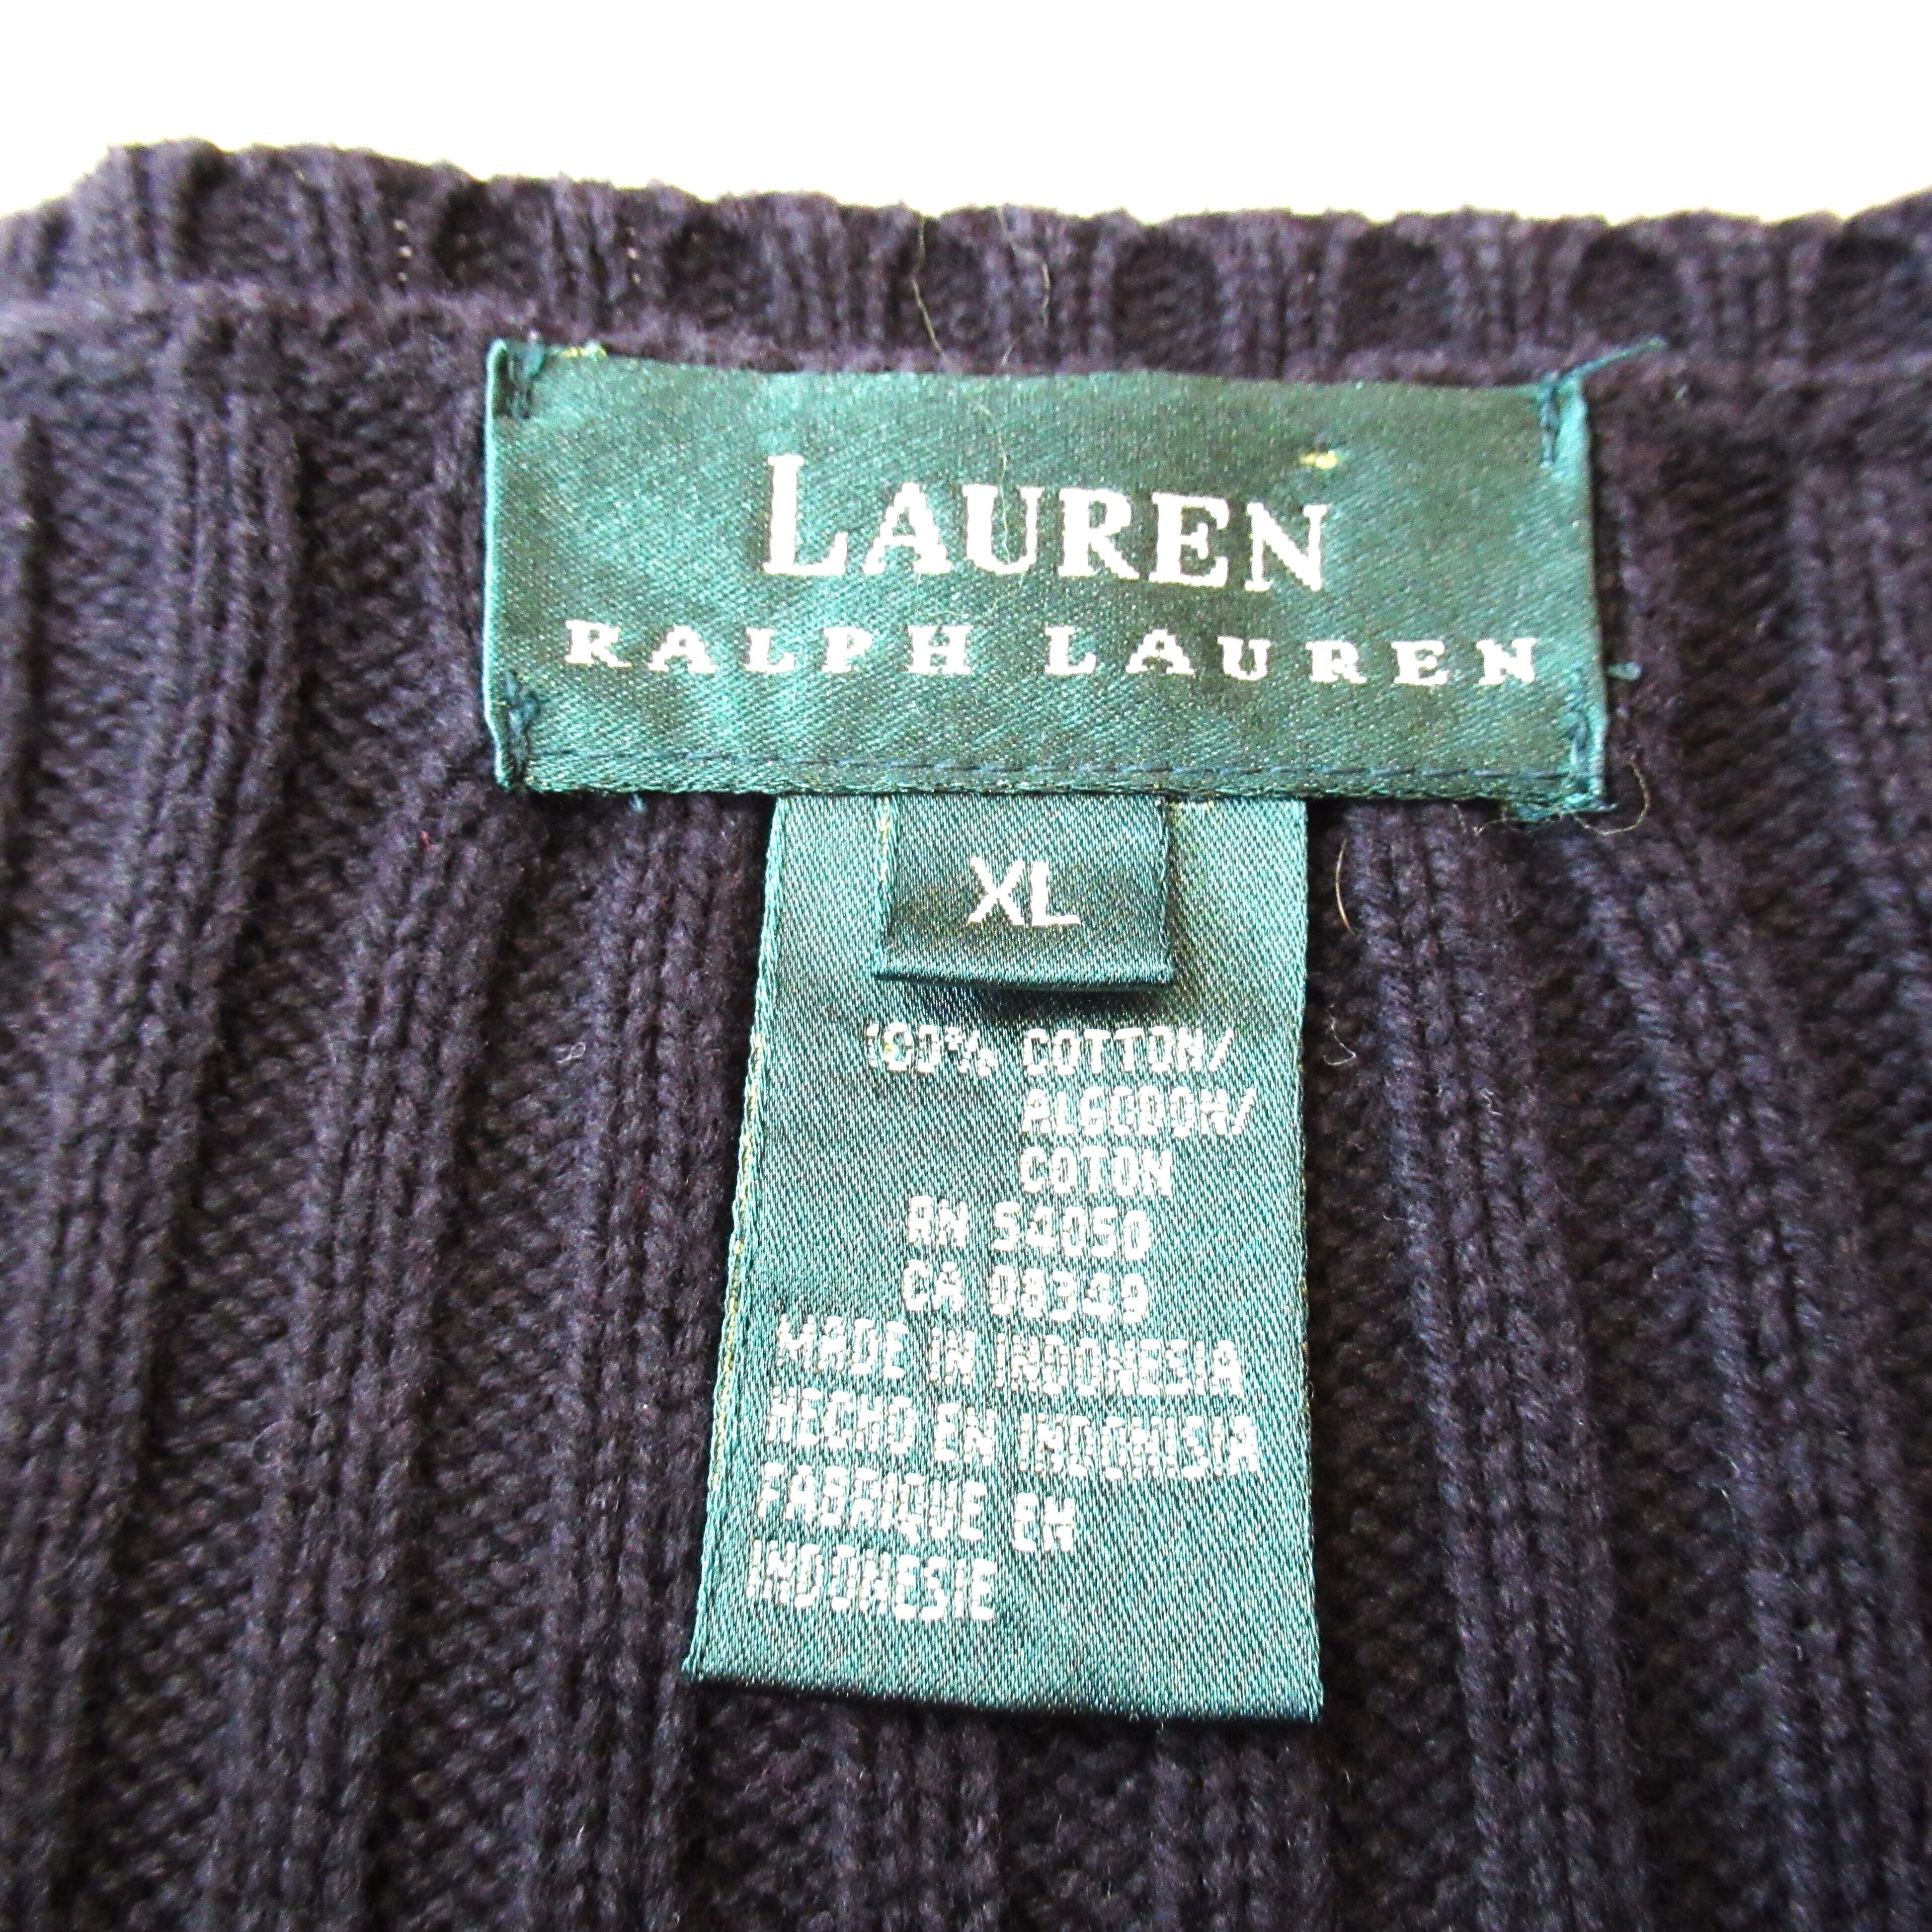 LAUREN
RALPH LAUREN
XL
100% COTTON/
ALGODON/
COTON
RN 54050
CA 08349
MADE IN INDONESIA
HECHO EN INDONISIA
FABRIQUE EN
INDONESIE